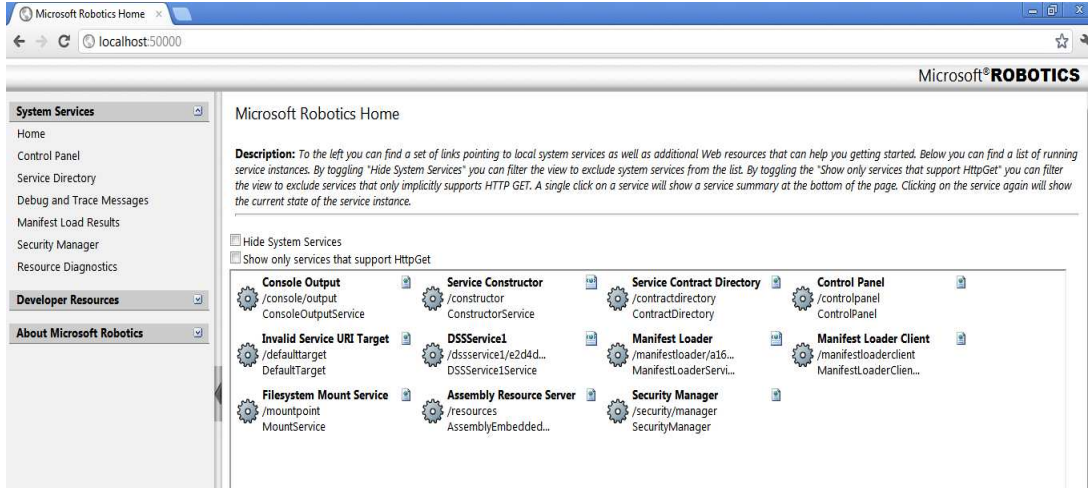 Microsoft Robotics Home
localhost:50000
Microsoft®ROBOTICS
System Services
Home
Control Panel
Service Directory
Debug and Trace Messages
Manifest Load Results
Security Manager
Resource Diagnostics
Developer Resources
About Microsoft Robotics
Microsoft Robotics Home
Description: To the left you can find a set of links pointing to local system services as well as additional Web resources that can help you getting started. Below you can find a list of running
service instances. By toggling "Hide System Services" you can filter the view to exclude system services from the list. By toggling the "Show only services that support HttpGet" you can filter
the view to exclude services that only implicitly supports HTTP GET. A single click on a service will show a service summary at the bottom of the page. Clicking on the service again will show
the current state of the service instance.
Hide System Services
Show only services that support HttpGet
Console Output
/console/output
ConsoleOutputService
Service Constructor
/constructor
ConstructorService
Service Contract Directory
/contractdirectory
ContractDirectory
Control Panel
/controlpanel
ControlPanel
Invalid Service URI Target
/defaulttarget
DefaultTarget
DSSService1
/dssservice1/e2d4d...
DSSService1Service
Manifest Loader
/manifestloader/a16...
ManifestLoaderServi...
Manifest Loader Client
/manifestloaderclient
ManifestLoaderClien...
Filesystem Mount Service
/mountpoint
MountService
Assembly Resource Server
/resources
AssemblyEmbedded...
Security Manager
/security/manager
SecurityManager